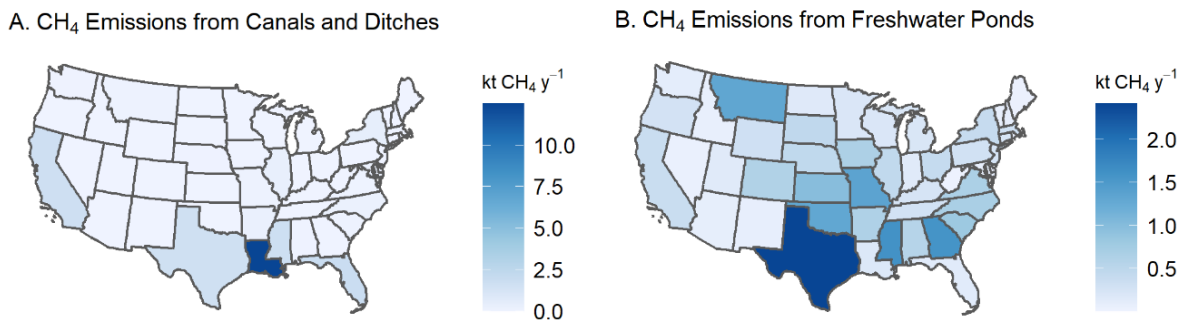 A. CH₄ Emissions from Canals and Ditches
kt CH₄ y⁻¹
10.0
7.5
5.0
2.5
0.0
B. CH₄ Emissions from Freshwater Ponds
kt CH₄ y⁻¹
2.0
1.5
1.0
0.5